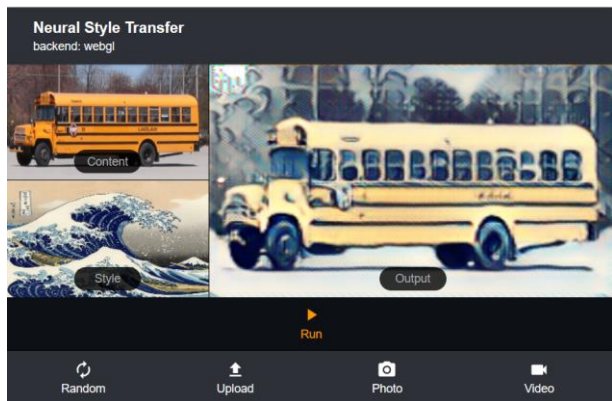 Neural Style Transfer
backend: webgl
Content
Style
Output
Run
Random
Upload
Photo
Video